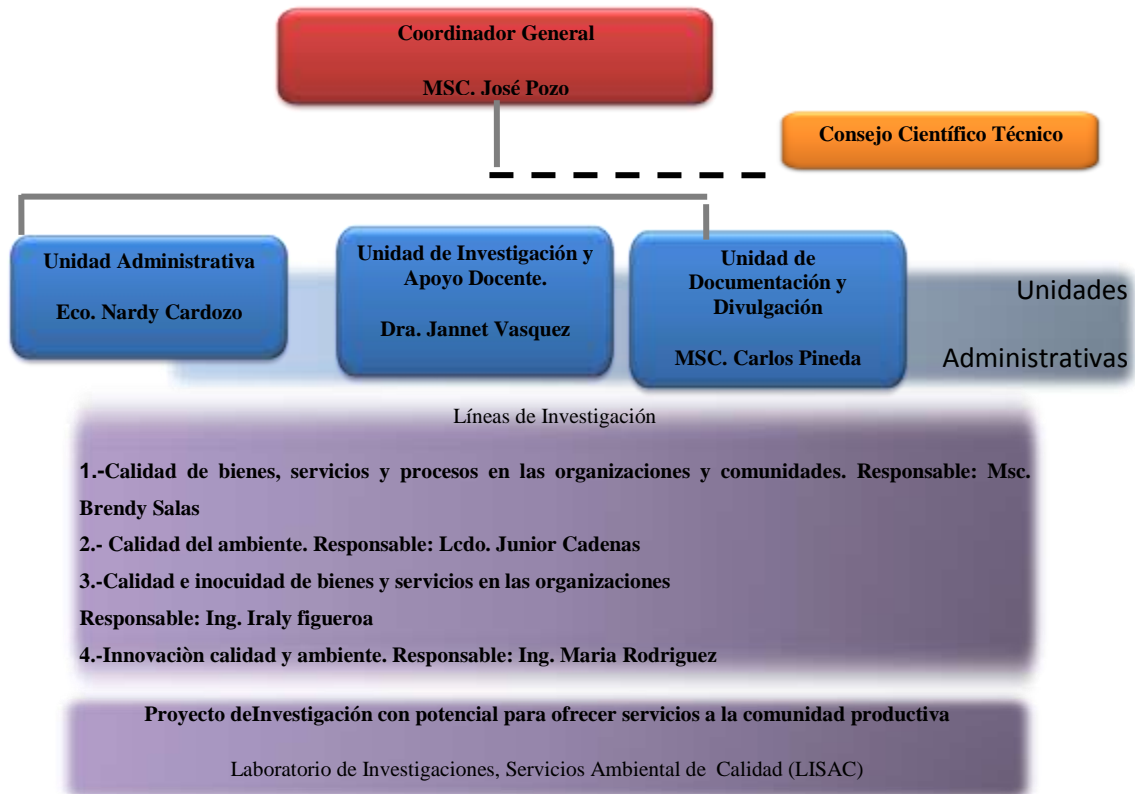 Coordinador General
MSC. José Pozo
Consejo Científico Técnico
Unidad Administrativa
Eco. Nardy Cardozo
Unidad de Investigación y
Apoyo Docente.
Dra. Jannet Vasquez
Unidad de
Documentación y
Divulgación
MSC. Carlos Pineda
Unidades
Administrativas
Líneas de Investigación
1.-Calidad de bienes, servicios y procesos en las organizaciones y comunidades. Responsable: Msc.
Brendy Salas
2.- Calidad del ambiente. Responsable: Lcdo. Junior Cadenas
3.-Calidad e inocuidad de bienes y servicios en las organizaciones
Responsable: Ing. Iraly figueroa
4.-Innovaciòn calidad y ambiente. Responsable: Ing. Maria Rodriguez
Proyecto deInvestigación con potencial para ofrecer servicios a la comunidad productiva
Laboratorio de Investigaciones, Servicios Ambiental de Calidad (LISAC)